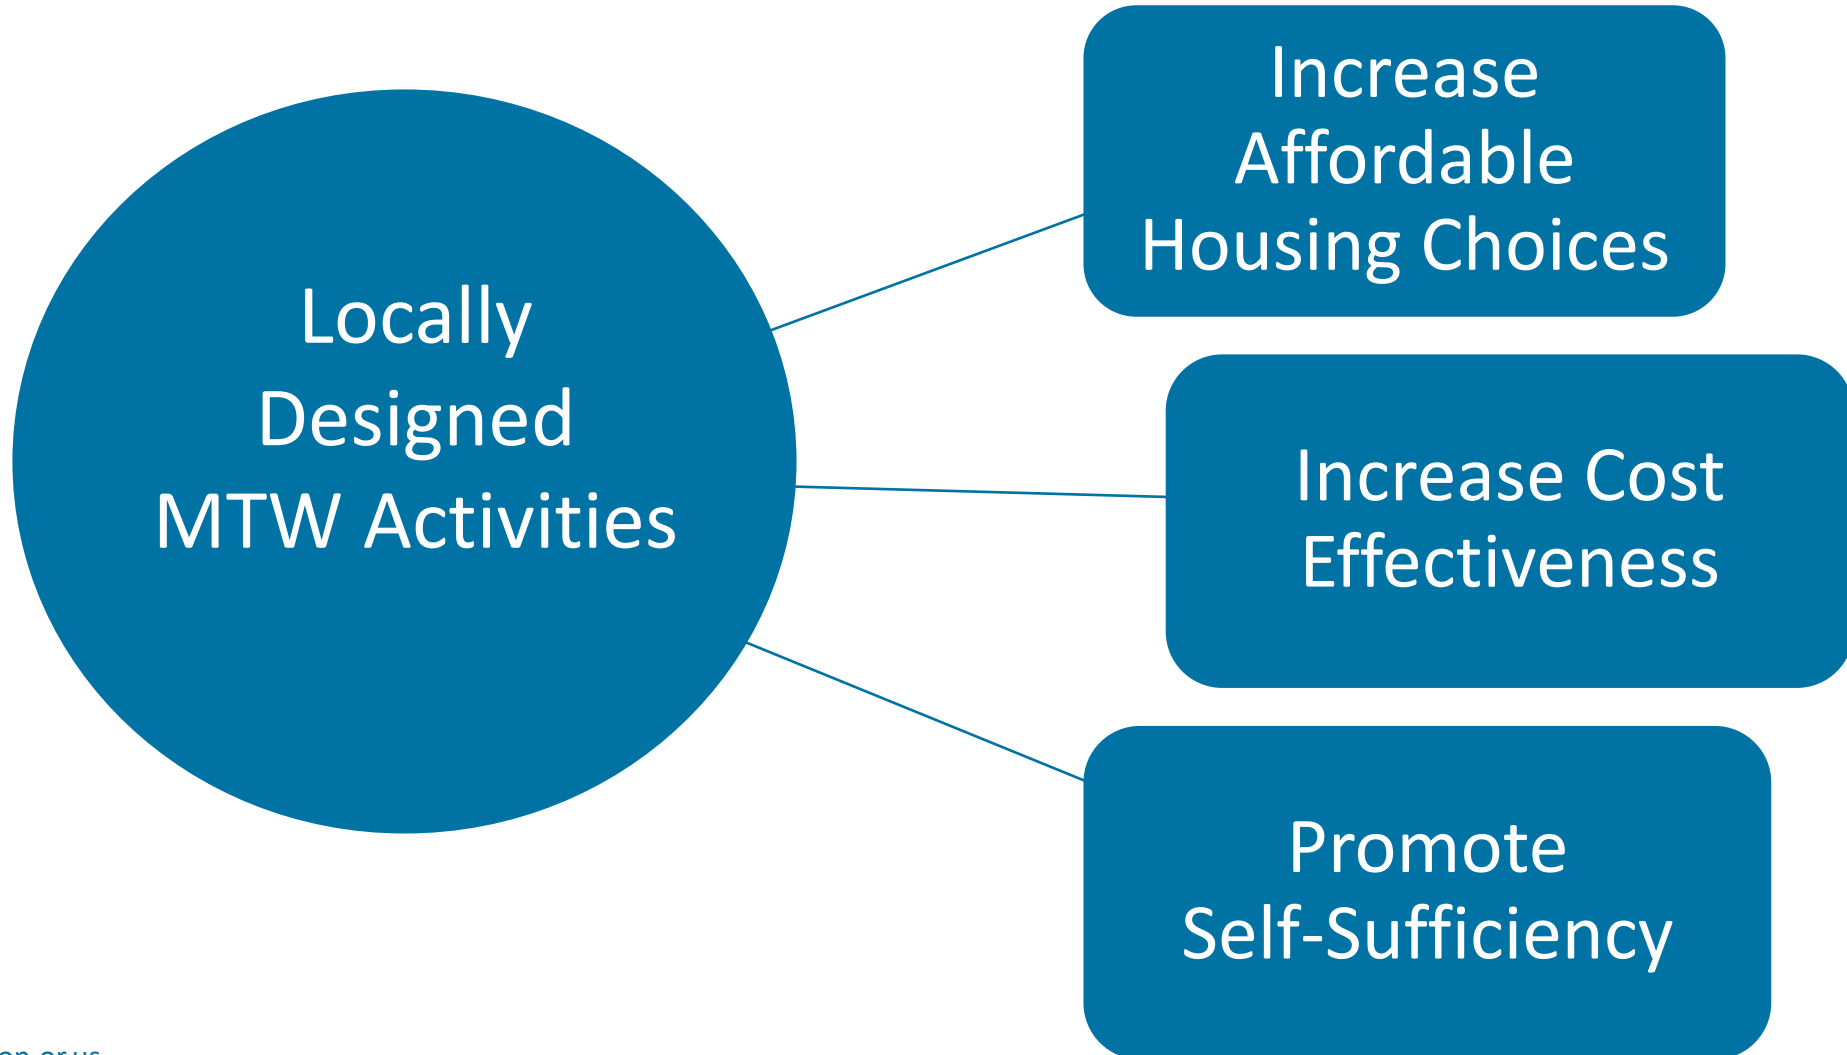 Locally
Designed
MTW Activities
Increase
Affordable
Housing Choices
Increase Cost
Effectiveness
Promote
Self-Sufficiency